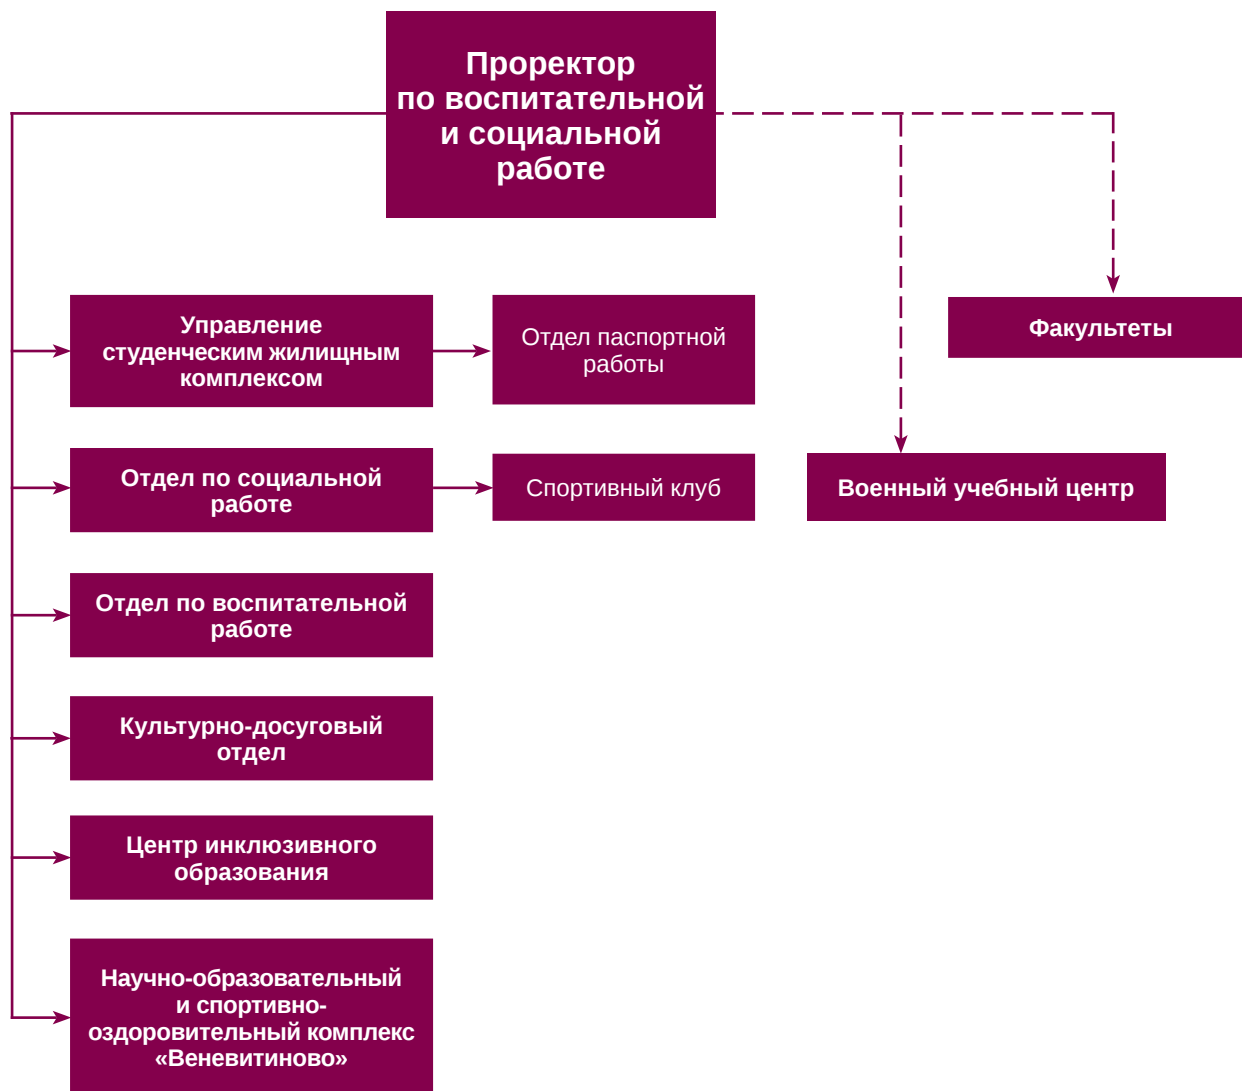 Проректор
по воспитательной
и социальной
работе
Управление
студенческим жилищным
комплексом
Отдел паспортной
работы
Факультеты
Отдел по социальной
работе
Спортивный клуб
Военный учебный центр
Отдел по воспитательной
работе
Культурно-досуговый
отдел
Центр инклюзивного
образования
Научно-образовательный
и спортивно-
оздоровительный комплекс
«Веневитиново»